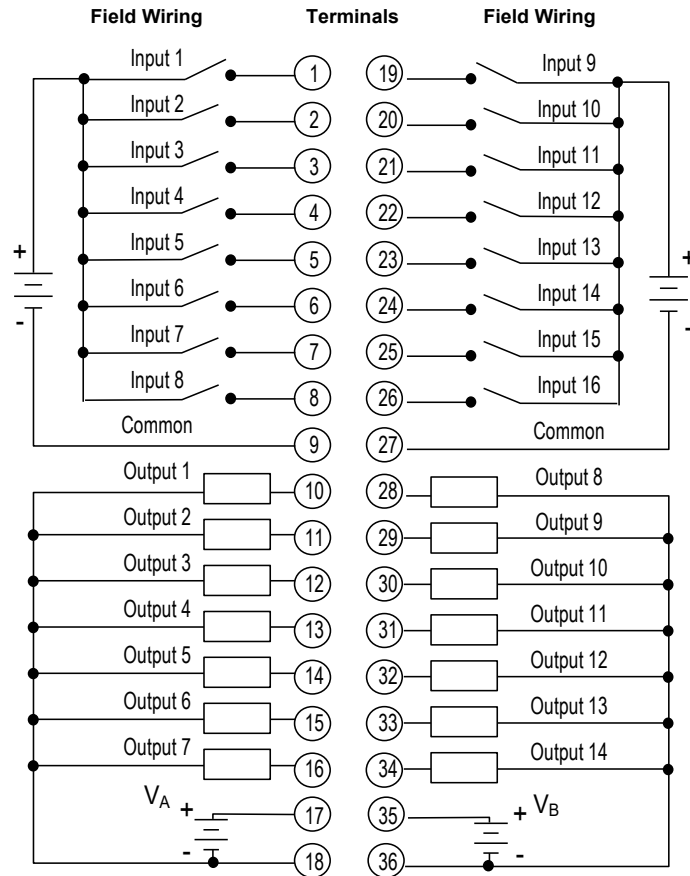 Field Wiring Terminals Field Wiring
Input 1 1 19 Input 9
Input 2 2 20 Input 10
Input 3 3 21 Input 11
Input 4 4 22 Input 12
+ Input 5 5 23 Input 13 +
- Input 6 6 24 Input 14 -
Input 7 7 25 Input 15
Input 8 8 26 Input 16
Common 9 27 Common
Output 1 10 28 Output 8
Output 2 11 29 Output 9
Output 3 12 30 Output 10
Output 4 13 31 Output 11
Output 5 14 32 Output 12
Output 6 15 33 Output 13
Output 7 16 34 Output 14
VA + 17 35 + VB
- 18 36 -